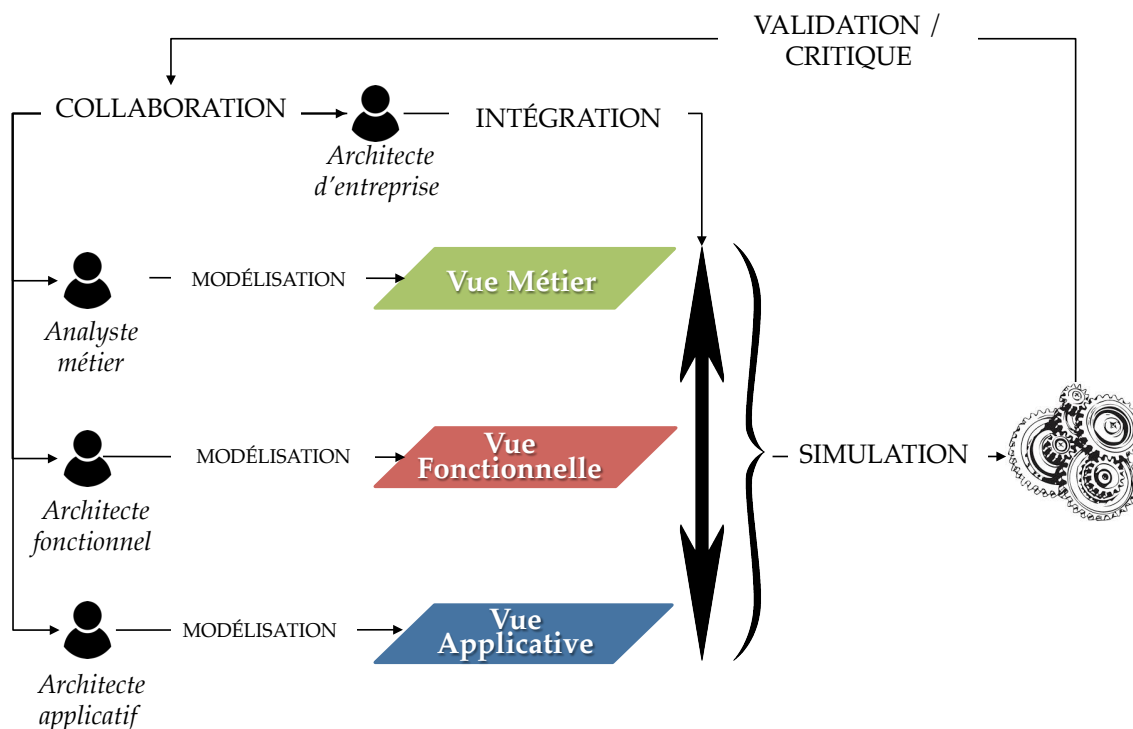 VALIDATION /
CRITIQUE
COLLABORATION
INTÉGRATION
Architecte
d'entreprise
MODÉLISATION
Vue Métier
Analyste
métier
MODÉLISATION
Vue
Fonctionnelle
SIMULATION
Architecte
fonctionnel
MODÉLISATION
Vue
Applicative
Architecte
applicatif